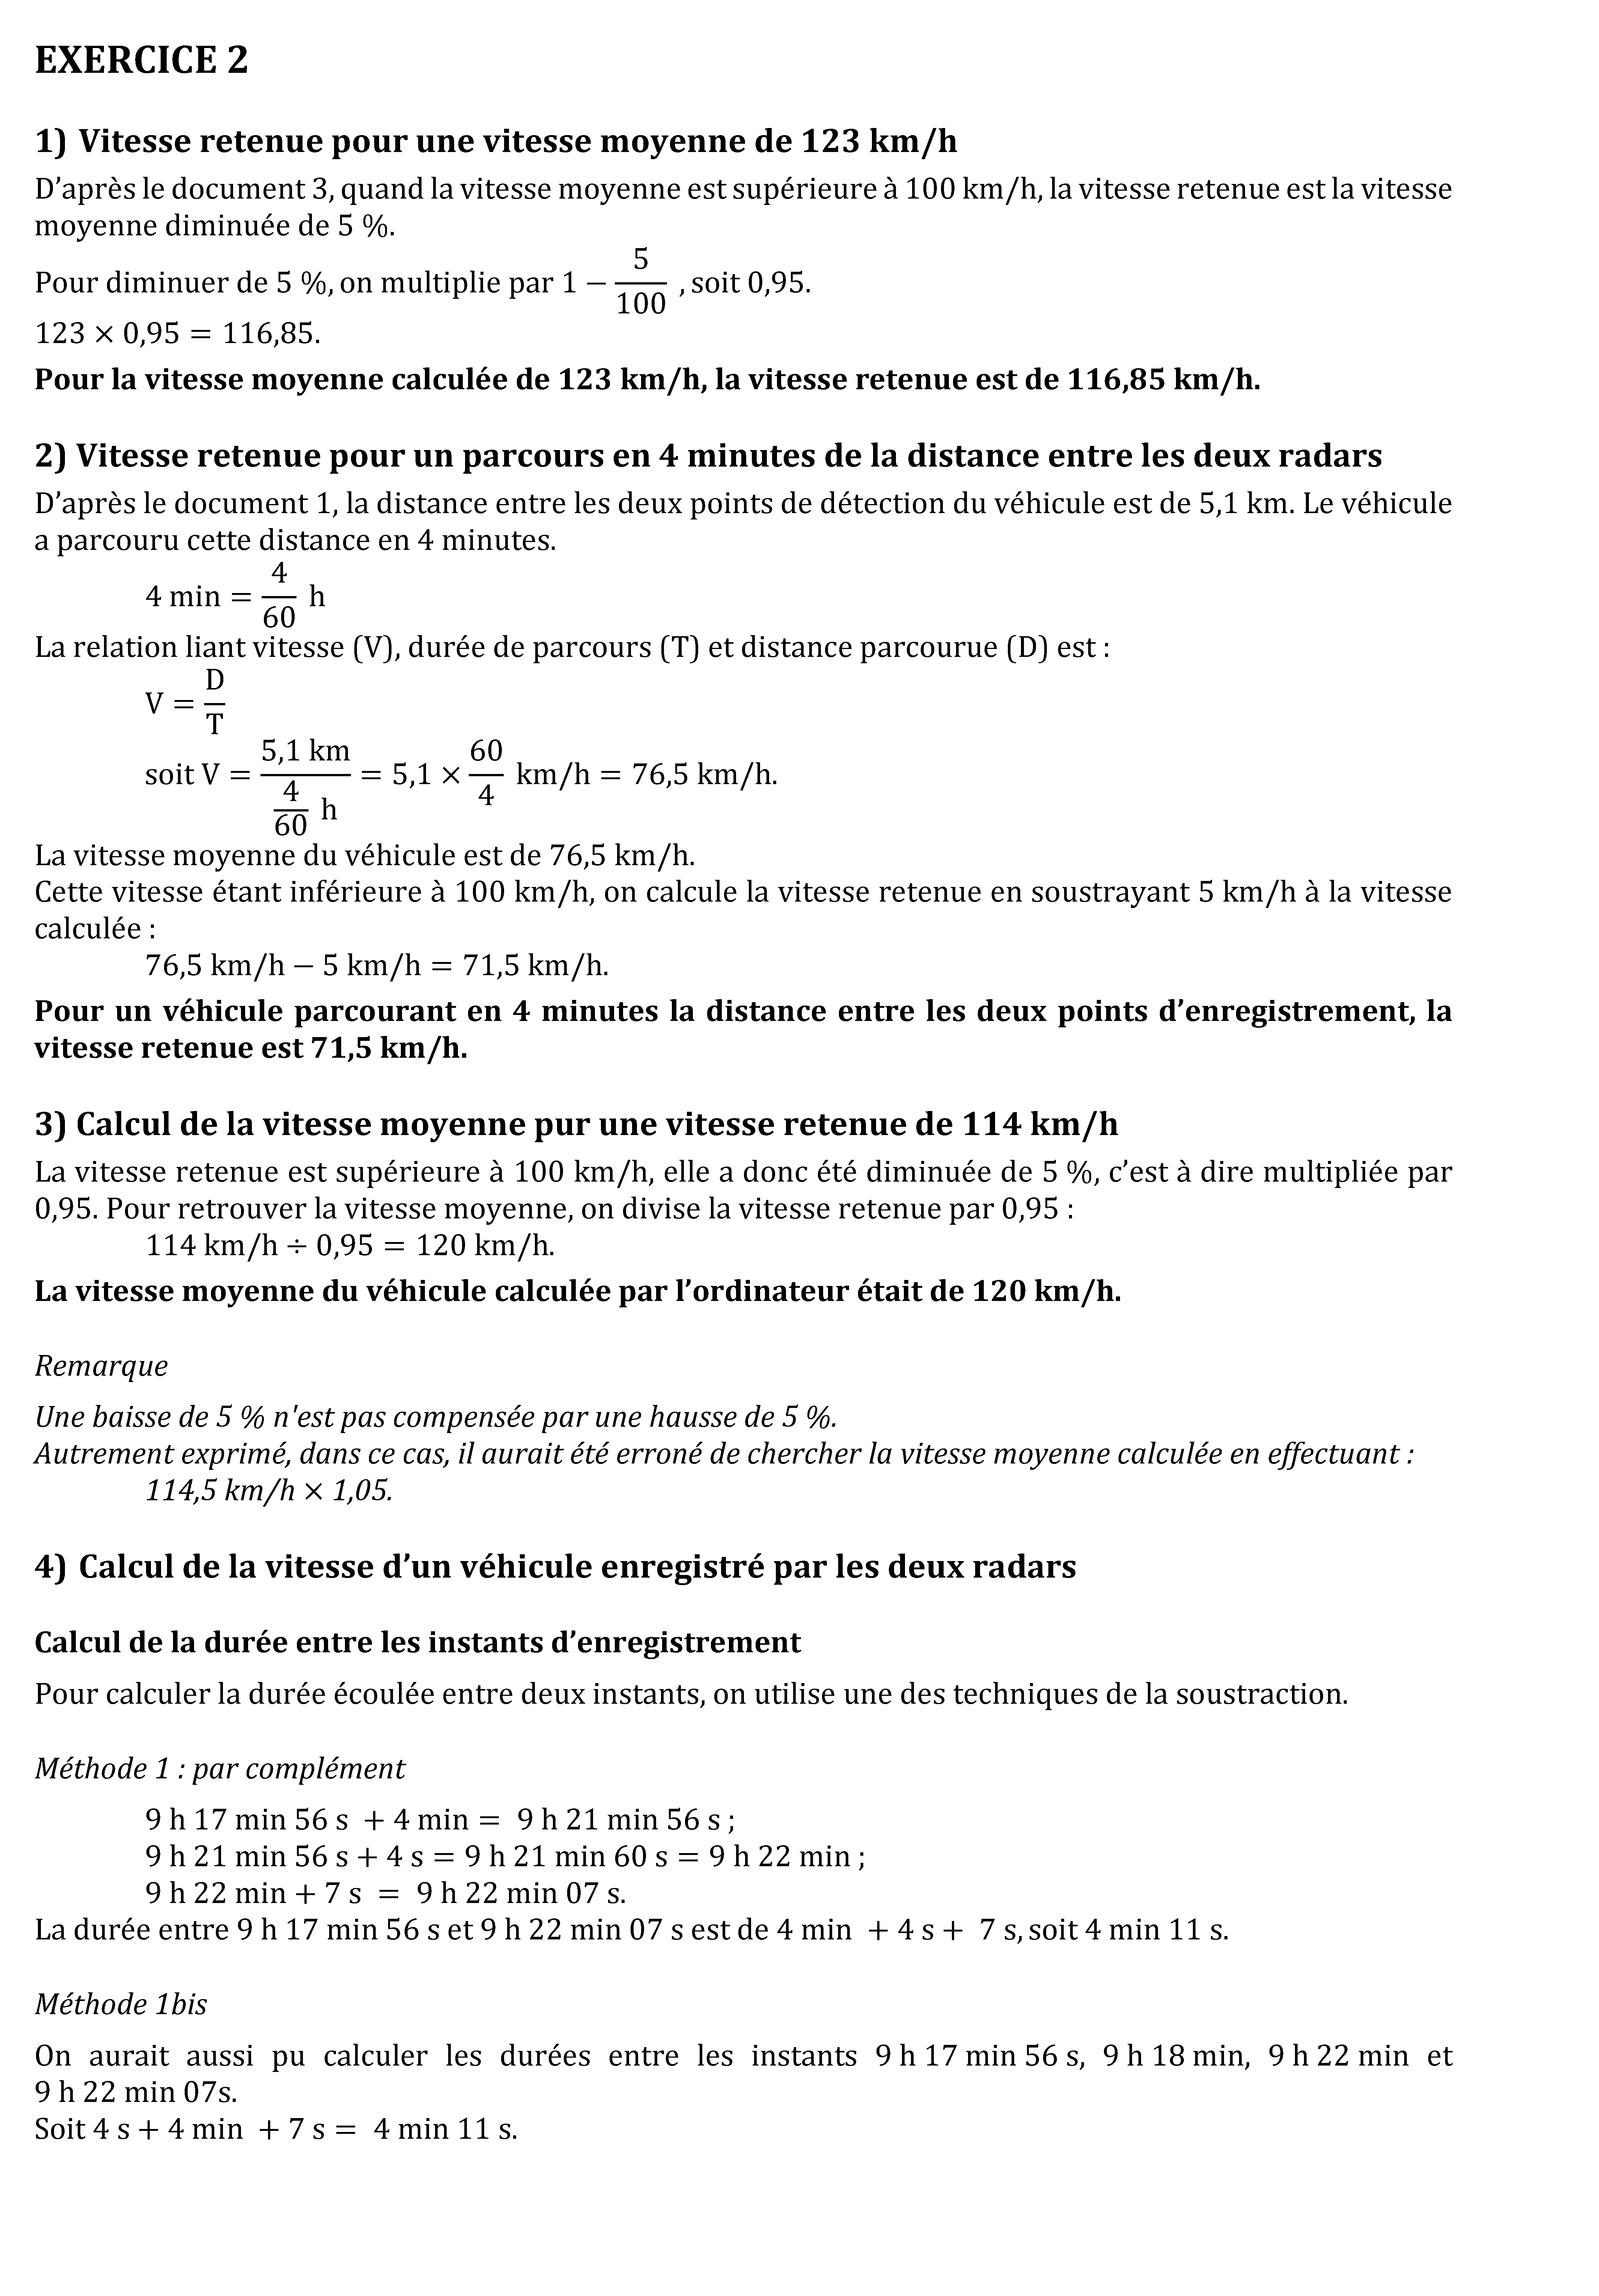 EXERCICE 2
1) Vitesse retenue pour une vitesse moyenne de 123 km/h
D’après le document 3, quand la vitesse moyenne est supérieure à 100 km/h, la vitesse retenue est la vitesse
moyenne diminuée de 5 %.
Pour diminuer de 5 %, on multiplie par 1 − 5/100 , soit 0,95.
123 × 0,95 = 116,85.
Pour la vitesse moyenne calculée de 123 km/h, la vitesse retenue est de 116,85 km/h.
2) Vitesse retenue pour un parcours en 4 minutes de la distance entre les deux radars
D’après le document 1, la distance entre les deux points de détection du véhicule est de 5,1 km. Le véhicule
a parcouru cette distance en 4 minutes.
4 min = 4/60 h
La relation liant vitesse (V), durée de parcours (T) et distance parcourue (D) est :
V = D/T
soit V = 5,1 km / (4/60 h) = 5,1 × 60/4 km/h = 76,5 km/h.
La vitesse moyenne du véhicule est de 76,5 km/h.
Cette vitesse étant inférieure à 100 km/h, on calcule la vitesse retenue en soustrayant 5 km/h à la vitesse
calculée :
76,5 km/h − 5 km/h = 71,5 km/h.
Pour un véhicule parcourant en 4 minutes la distance entre les deux points d’enregistrement, la
vitesse retenue est 71,5 km/h.
3) Calcul de la vitesse moyenne pur une vitesse retenue de 114 km/h
La vitesse retenue est supérieure à 100 km/h, elle a donc été diminuée de 5 %, c’est à dire multipliée par
0,95. Pour retrouver la vitesse moyenne, on divise la vitesse retenue par 0,95 :
114 km/h ÷ 0,95 = 120 km/h.
La vitesse moyenne du véhicule calculée par l’ordinateur était de 120 km/h.
Remarque
Une baisse de 5 % n'est pas compensée par une hausse de 5 %.
Autrement exprimé, dans ce cas, il aurait été erroné de chercher la vitesse moyenne calculée en effectuant :
114,5 km/h × 1,05.
4) Calcul de la vitesse d’un véhicule enregistré par les deux radars
Calcul de la durée entre les instants d’enregistrement
Pour calculer la durée écoulée entre deux instants, on utilise une des techniques de la soustraction.
Méthode 1 : par complément
9 h 17 min 56 s + 4 min = 9 h 21 min 56 s ;
9 h 21 min 56 s + 4 s = 9 h 21 min 60 s = 9 h 22 min ;
9 h 22 min + 7 s = 9 h 22 min 07 s.
La durée entre 9 h 17 min 56 s et 9 h 22 min 07 s est de 4 min + 4 s + 7 s, soit 4 min 11 s.
Méthode 1bis
On aurait aussi pu calculer les durées entre les instants 9 h 17 min 56 s, 9 h 18 min, 9 h 22 min et
9 h 22 min 07s.
Soit 4 s + 4 min + 7 s = 4 min 11 s.